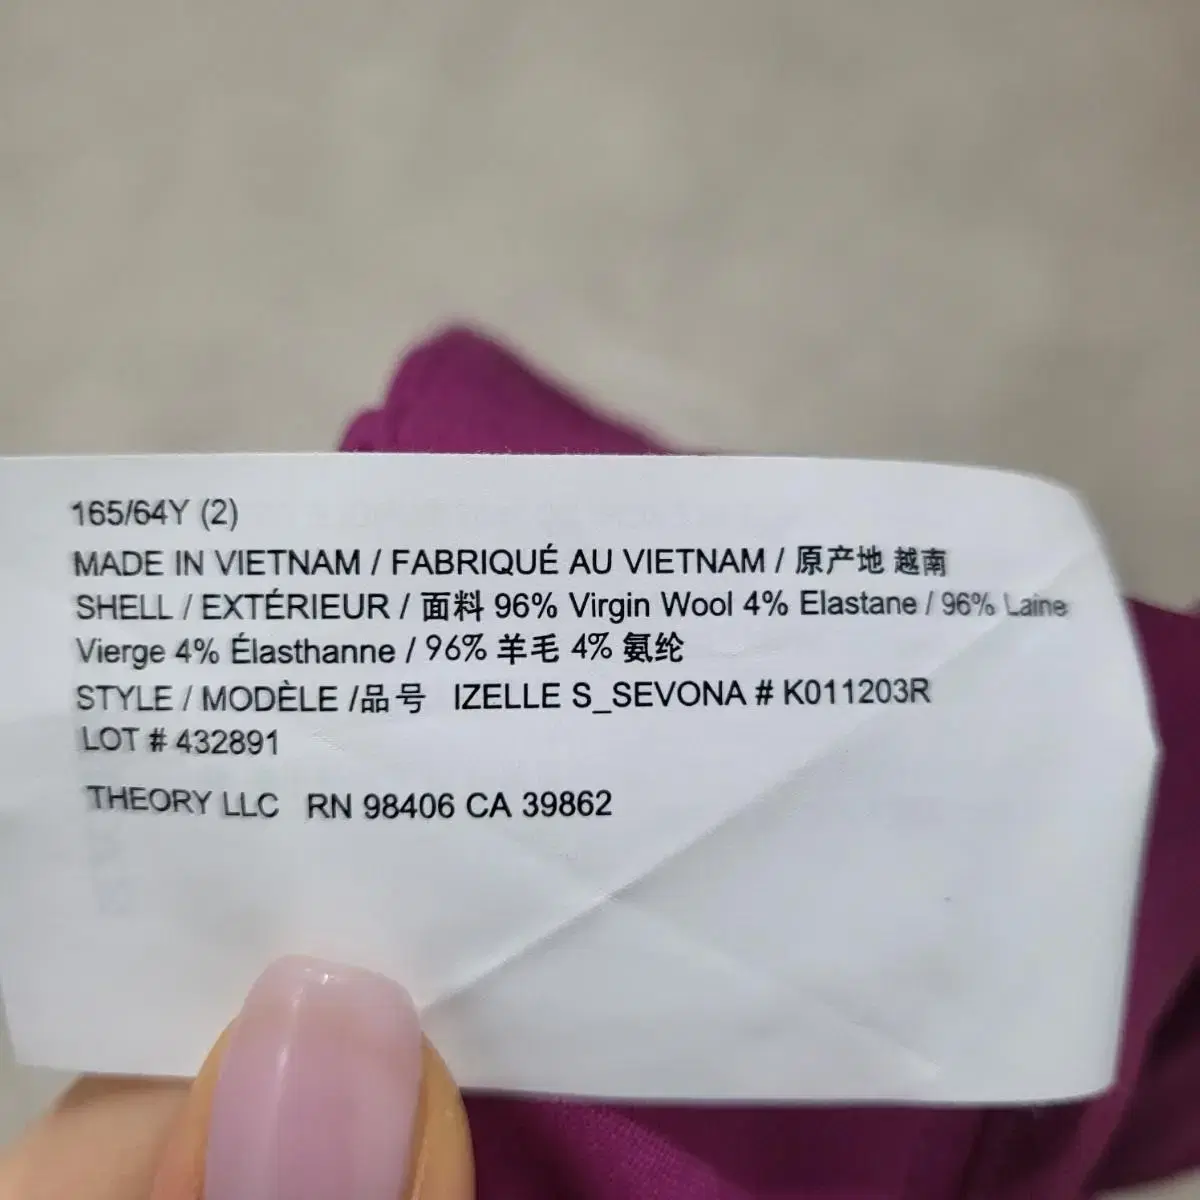 165/64Y (2)
MADE IN VIETNAM / FABRIQUÉ AU VIETNAM / 原产地 越南
SHELL / EXTÉRIEUR / 面料 96% Virgin Wool 4% Elastane / 96% Laine
Vierge 4% Élasthanne / 96% 羊毛 4% 氨纶
STYLE / MODÈLE /品号 IZELLE S_SEVONA # K011203R
LOT # 432891
THEORY LLC RN 98406 CA 39862